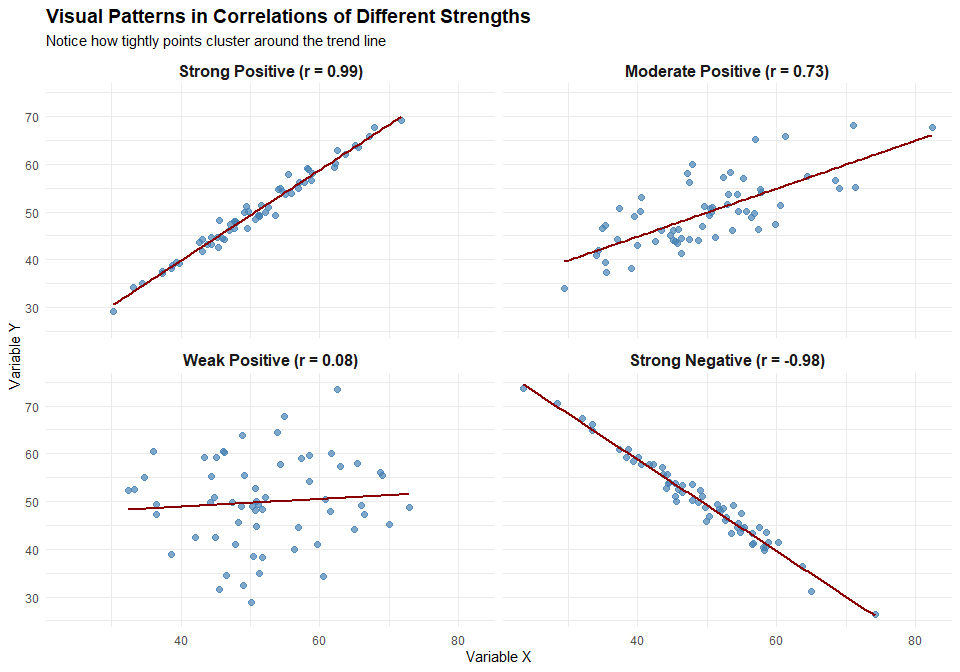 Visual Patterns in Correlations of Different Strengths
Notice how tightly points cluster around the trend line
Strong Positive (r = 0.99)
Moderate Positive (r = 0.73)
70
60
50
40
30
Weak Positive (r = 0.08)
Strong Negative (r = -0.98)
70
60
50
40
30
Variable Y
40 60 80
40 60 80
Variable X